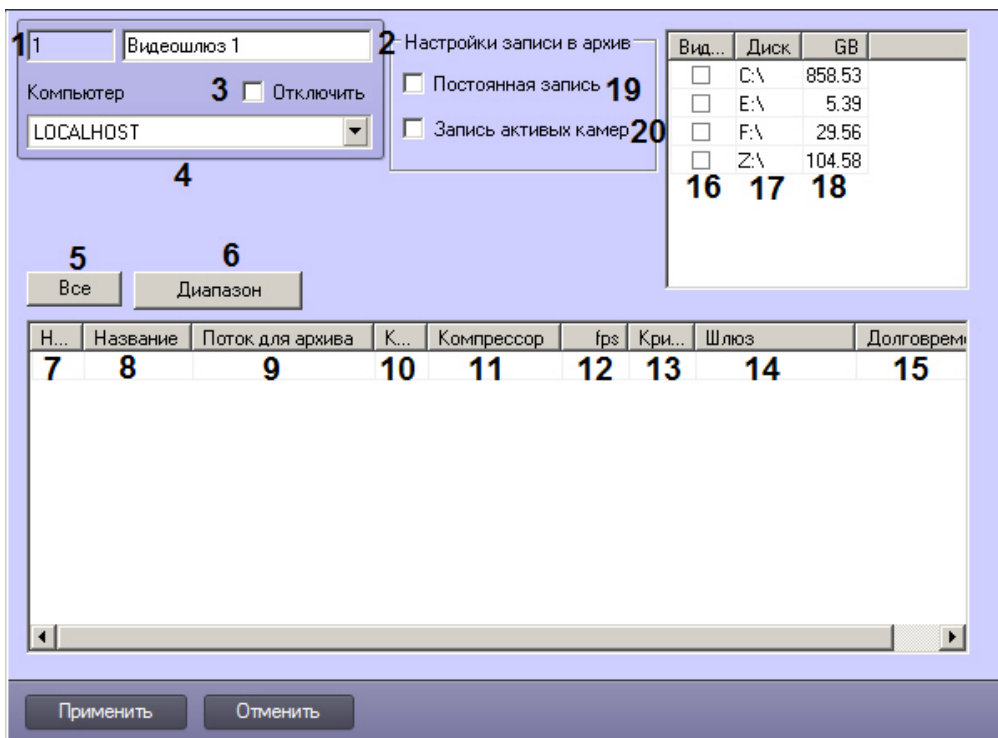 1 1 Видеошлюз 1 2
Компьютер 3 Отключить
LOCALHOST
4
Настройки записи в архив
Постоянная запись 19
Запись активых камер 20
Вид... Диск GB
C:\ 858.53
E:\ 5.39
F:\ 29.56
Z:\ 104.58
16 17 18
5 6
Все Диапазон
Н... Название Поток для архива К... Компрессор fps Кри... Шлюз Долговрем
7 8 9 10 11 12 13 14 15
Применить Отменить